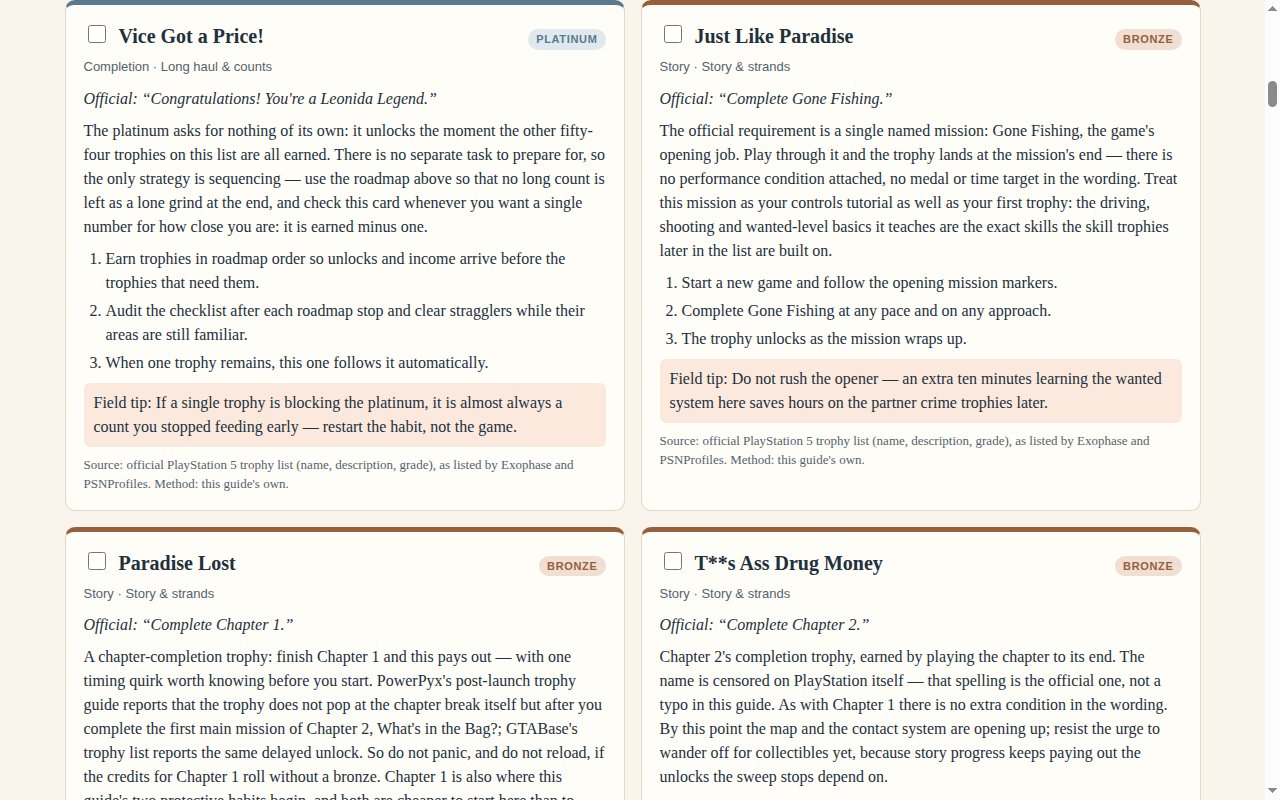 Vice Got a Price!
PLATINUM
Completion · Long haul & counts
Official: “Congratulations! You're a Leonida Legend.”
The platinum asks for nothing of its own: it unlocks the moment the other fifty-
four trophies on this list are all earned. There is no separate task to prepare for, so
the only strategy is sequencing — use the roadmap above so that no long count is
left as a lone grind at the end, and check this card whenever you want a single
number for how close you are: it is earned minus one.
1. Earn trophies in roadmap order so unlocks and income arrive before the
trophies that need them.
2. Audit the checklist after each roadmap stop and clear stragglers while their
areas are still familiar.
3. When one trophy remains, this one follows it automatically.
Field tip: If a single trophy is blocking the platinum, it is almost always a
count you stopped feeding early — restart the habit, not the game.
Source: official PlayStation 5 trophy list (name, description, grade), as listed by Exophase and
PSNProfiles. Method: this guide's own.
Just Like Paradise
BRONZE
Story · Story & strands
Official: “Complete Gone Fishing.”
The official requirement is a single named mission: Gone Fishing, the game's
opening job. Play through it and the trophy lands at the mission's end — there is
no performance condition attached, no medal or time target in the wording. Treat
this mission as your controls tutorial as well as your first trophy: the driving,
shooting and wanted-level basics it teaches are the exact skills the skill trophies
later in the list are built on.
1. Start a new game and follow the opening mission markers.
2. Complete Gone Fishing at any pace and on any approach.
3. The trophy unlocks as the mission wraps up.
Field tip: Do not rush the opener — an extra ten minutes learning the wanted
system here saves hours on the partner crime trophies later.
Source: official PlayStation 5 trophy list (name, description, grade), as listed by Exophase and
PSNProfiles. Method: this guide's own.
Paradise Lost
BRONZE
Story · Story & strands
Official: “Complete Chapter 1.”
A chapter-completion trophy: finish Chapter 1 and this pays out — with one
timing quirk worth knowing before you start. PowerPyx's post-launch trophy
guide reports that the trophy does not pop at the chapter break itself but after you
complete the first main mission of Chapter 2, What's in the Bag?; GTABase's
trophy list reports the same delayed unlock. So do not panic, and do not reload, if
the credits for Chapter 1 roll without a bronze. Chapter 1 is also where this
guide's two protective habits begin, and both are cheaper to start here than to
T**s Ass Drug Money
BRONZE
Story · Story & strands
Official: “Complete Chapter 2.”
Chapter 2's completion trophy, earned by playing the chapter to its end. The
name is censored on PlayStation itself — that spelling is the official one, not a
typo in this guide. As with Chapter 1 there is no extra condition in the wording.
By this point the map and the contact system are opening up; resist the urge to
wander off for collectibles yet, because story progress keeps paying out the
unlocks the sweep stops depend on.